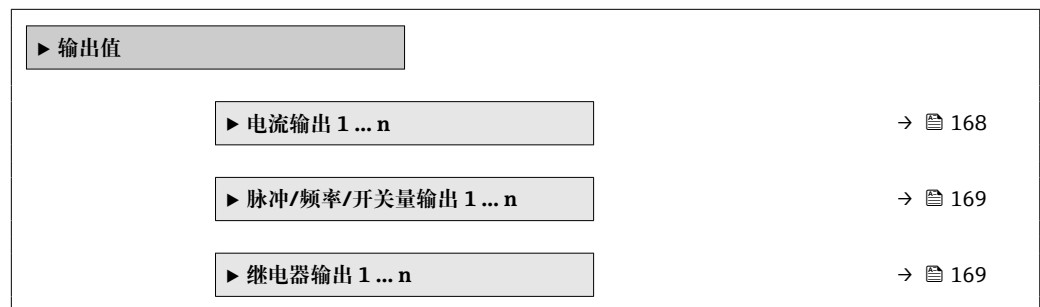 ▶ 输出值
▶ 电流输出 1 ... n → 168
▶ 脉冲/频率/开关量输出 1 ... n → 169
▶ 继电器输出 1 ... n → 169